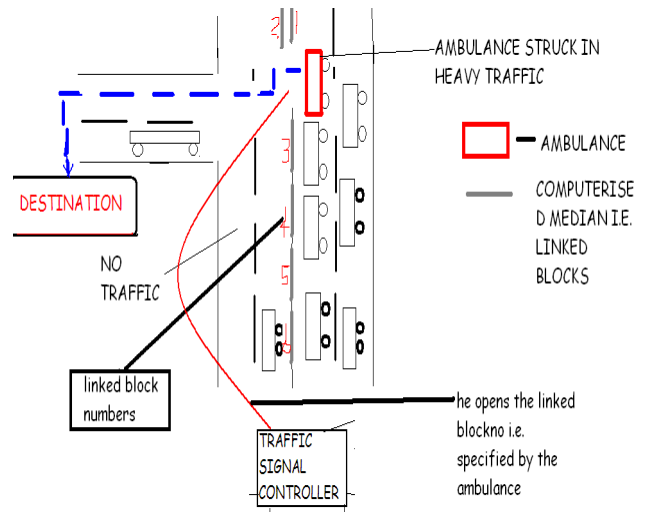 2,1
AMBULANCE STRUCK IN
HEAVY TRAFFIC
AMBULANCE
3
COMPUTERISE
D MEDIAN I.E.
LINKED
BLOCKS
DESTINATION
4
NO
TRAFFIC
5
6
linked block
numbers
he opens the linked
blockno i.e.
specified by the
ambulance
TRAFFIC
SIGNAL
CONTROLLER